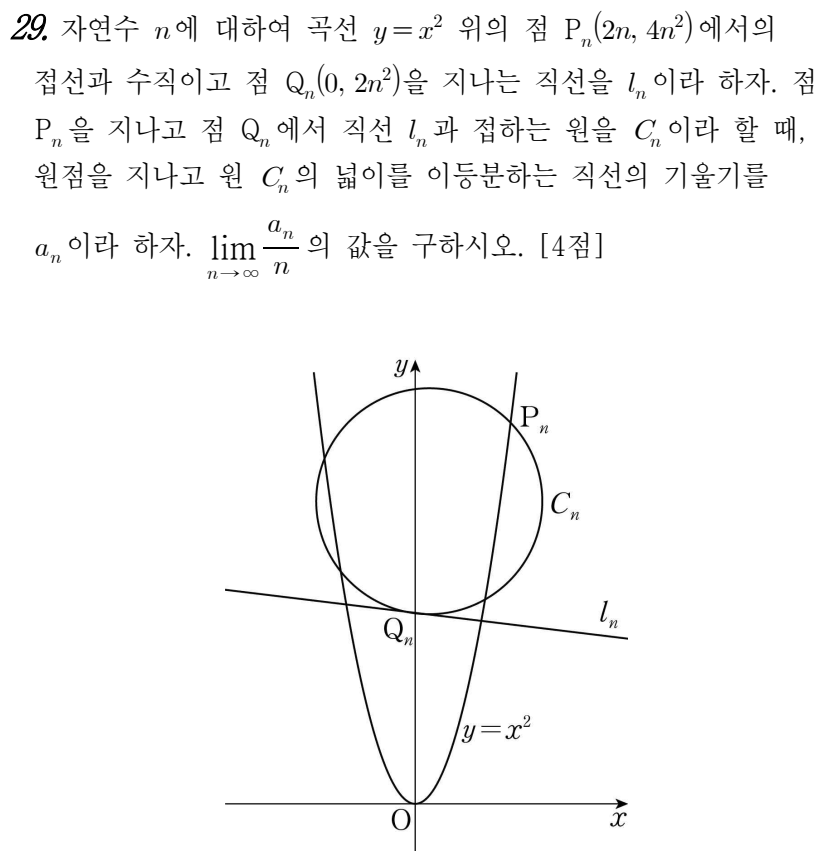 29. 자연수 n에 대하여 곡선 y=x² 위의 점 Pₙ(2n, 4n²)에서의
접선과 수직이고 점 Qₙ(0, 2n²)을 지나는 직선을 lₙ이라 하자. 점
Pₙ을 지나고 점 Qₙ에서 직선 lₙ과 접하는 원을 Cₙ이라 할 때,
원점을 지나고 원 Cₙ의 넓이를 이등분하는 직선의 기울기를
aₙ이라 하자. lim_{n→∞} aₙ/n 의 값을 구하시오. [4점]
y
Pₙ
Cₙ
lₙ
Qₙ
y=x²
O
x